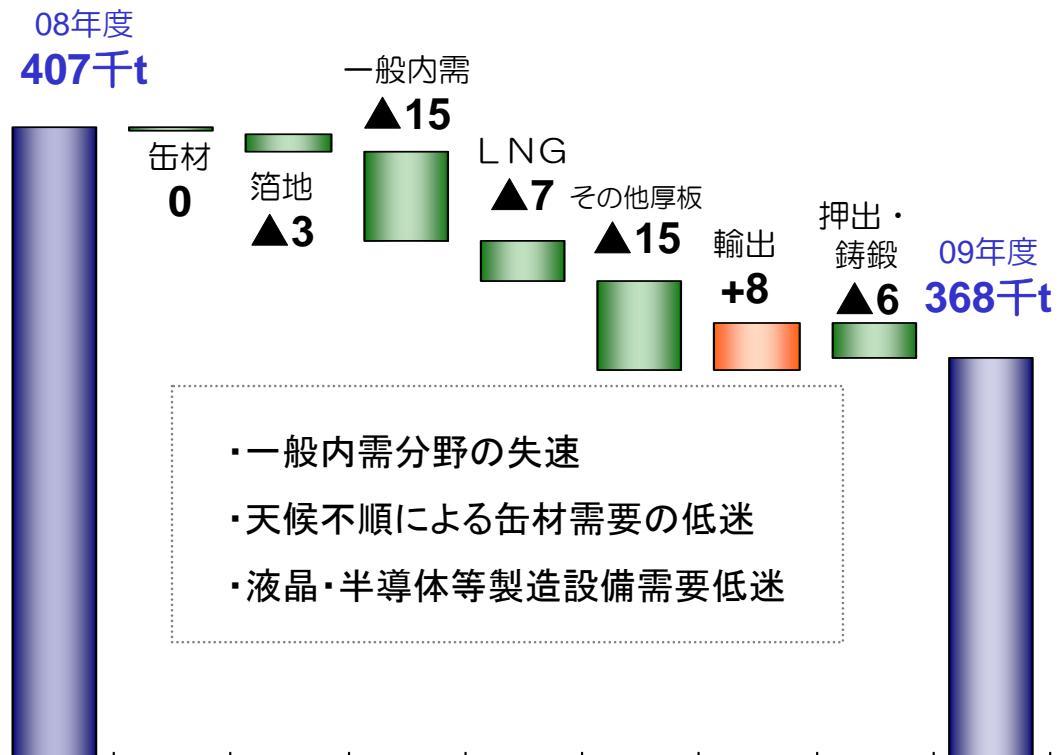 08年度
407千t
缶材
0
箔地
▲3
一般内需
▲15
ＬＮＧ
▲7
その他厚板
▲15
輸出
+8
押出・
鋳鍛
▲6
09年度
368千t
・一般内需分野の失速
・天候不順による缶材需要の低迷
・液晶・半導体等製造設備需要低迷